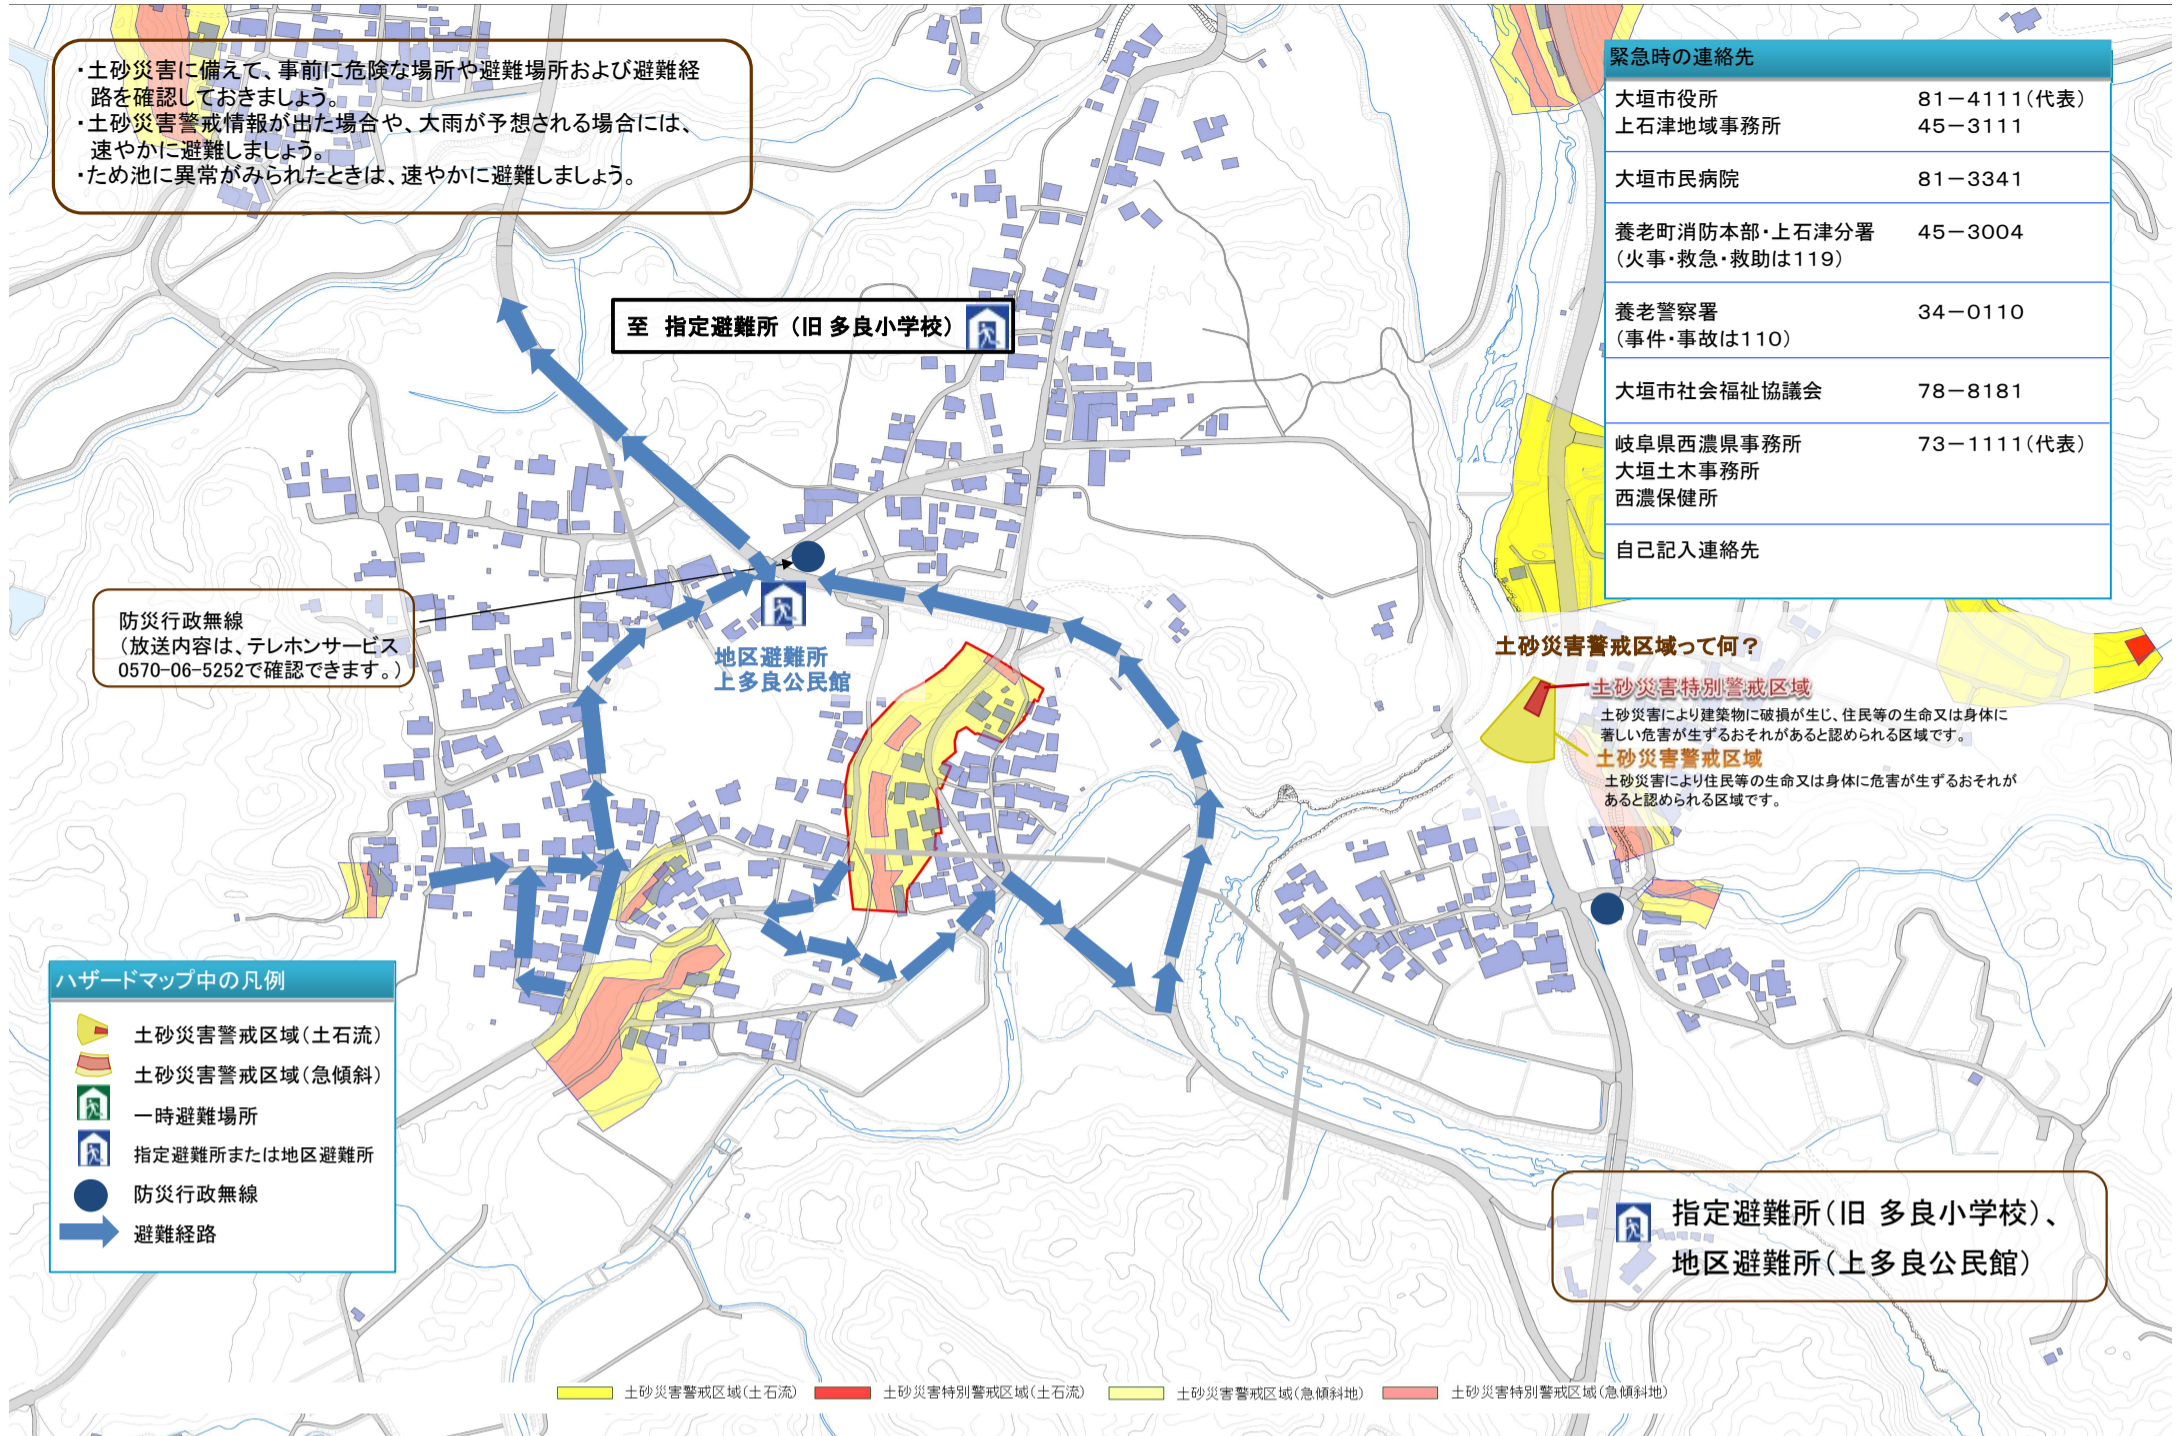 ・土砂災害に備えて、事前に危険な場所や避難場所および避難経
路を確認しておきましょう。
・土砂災害警戒情報が出た場合や、大雨が予想される場合には、
速やかに避難しましょう。
・ため池に異常がみられたときは、速やかに避難しましょう。
緊急時の連絡先
大垣市役所 81－4111(代表)
上石津地域事務所 45－3111
大垣市民病院 81－3341
養老町消防本部・上石津分署 45－3004
(火事・救急・救助は119)
養老警察署 34－0110
(事件・事故は110)
大垣市社会福祉協議会 78－8181
岐阜県西濃県事務所 73－1111(代表)
大垣土木事務所
西濃保健所
自己記入連絡先
至 指定避難所（旧 多良小学校）
防災行政無線
(放送内容は、テレホンサービス
0570-06-5252で確認できます。)
地区避難所
上多良公民館
土砂災害警戒区域って何？
土砂災害特別警戒区域
土砂災害により建築物に破損が生じ、住民等の生命又は身体に
著しい危害が生ずるおそれがあると認められる区域です。
土砂災害警戒区域
土砂災害により住民等の生命又は身体に危害が生ずるおそれが
あると認められる区域です。
ハザードマップ中の凡例
土砂災害警戒区域(土石流)
土砂災害警戒区域(急傾斜)
一時避難場所
指定避難所または地区避難所
防災行政無線
避難経路
指定避難所(旧 多良小学校)、
地区避難所(上多良公民館)
土砂災害警戒区域(土石流) 土砂災害特別警戒区域(土石流) 土砂災害警戒区域(急傾斜地) 土砂災害特別警戒区域(急傾斜地)